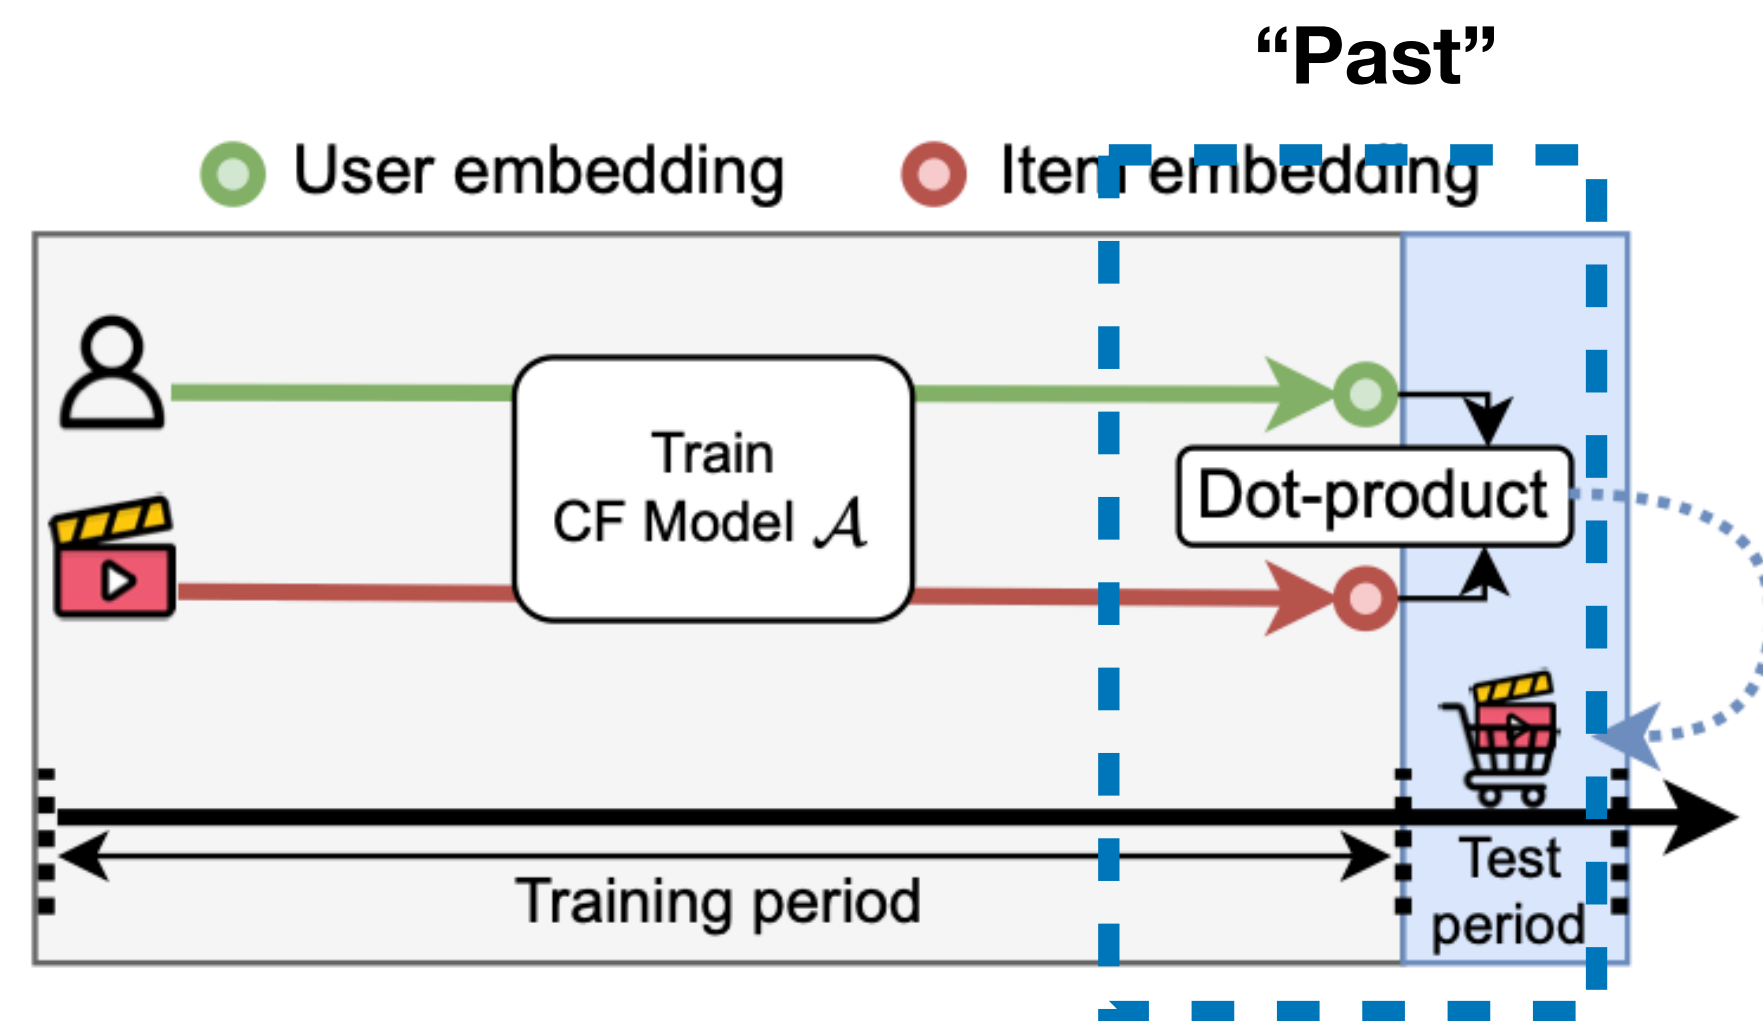 “Past”
User embedding
Item embedding
Train
CF Model 𝒜
Dot-product
Training period
Test
period